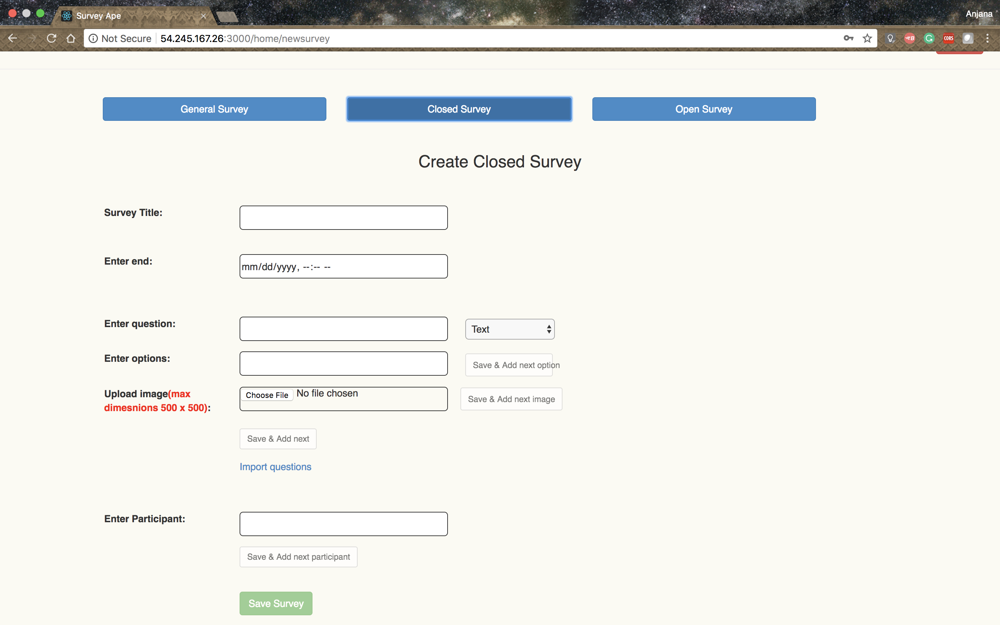 Survey Ape
Anjana
Not Secure 54.245.167.26:3000/home/newsurvey
B
G
CORS
General Survey
Closed Survey
Open Survey
Create Closed Survey
Survey Title:
Enter end:
mm/dd/yyyy, --:-- --
Enter question:
Text
Enter options:
Save & Add next option
Upload image(max
dimesnions 500 x 500):
Choose File No file chosen
Save & Add next image
Save & Add next
Import questions
Enter Participant:
Save & Add next participant
Save Survey